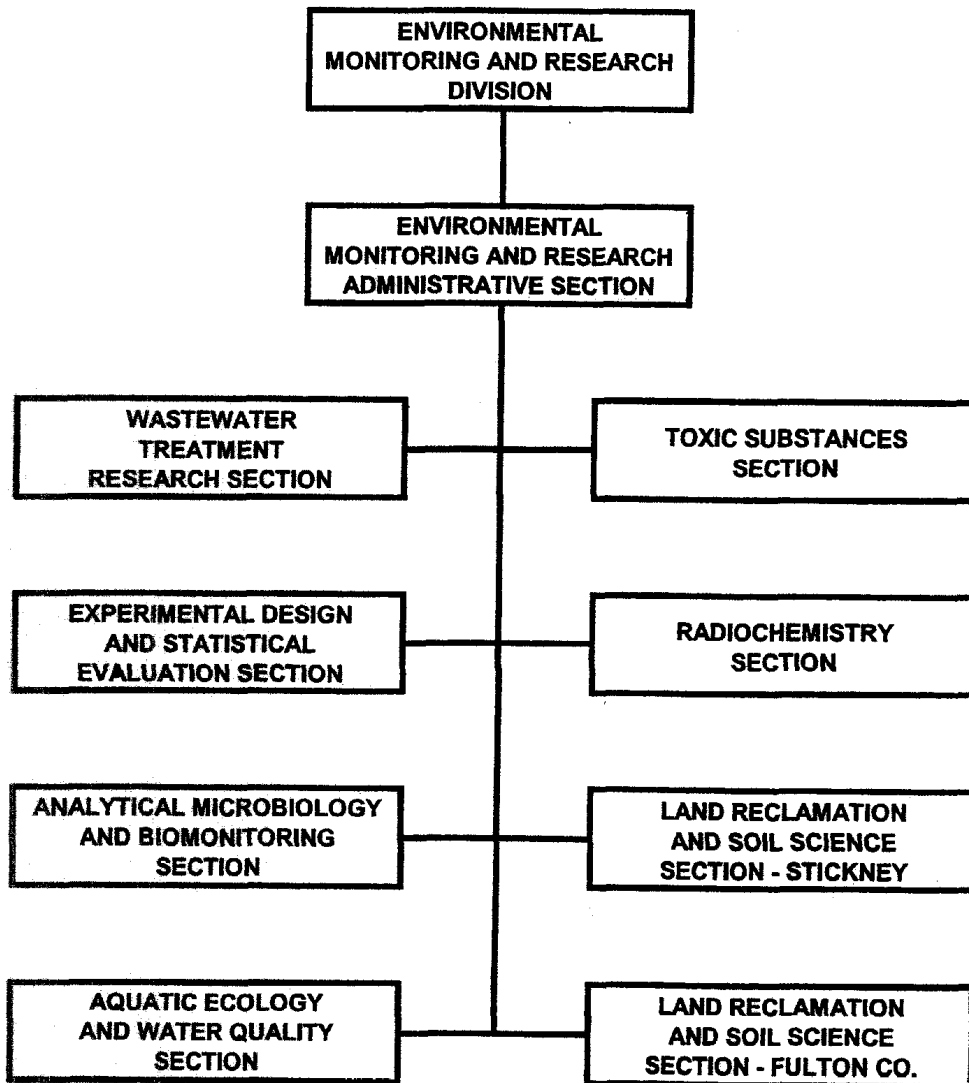 ENVIRONMENTAL
MONITORING AND RESEARCH
DIVISION
ENVIRONMENTAL
MONITORING AND RESEARCH
ADMINISTRATIVE SECTION
WASTEWATER
TREATMENT
RESEARCH SECTION
TOXIC SUBSTANCES
SECTION
EXPERIMENTAL DESIGN
AND STATISTICAL
EVALUATION SECTION
RADIOCHEMISTRY
SECTION
ANALYTICAL MICROBIOLOGY
AND BIOMONITORING
SECTION
LAND RECLAMATION
AND SOIL SCIENCE
SECTION - STICKNEY
AQUATIC ECOLOGY
AND WATER QUALITY
SECTION
LAND RECLAMATION
AND SOIL SCIENCE
SECTION - FULTON CO.